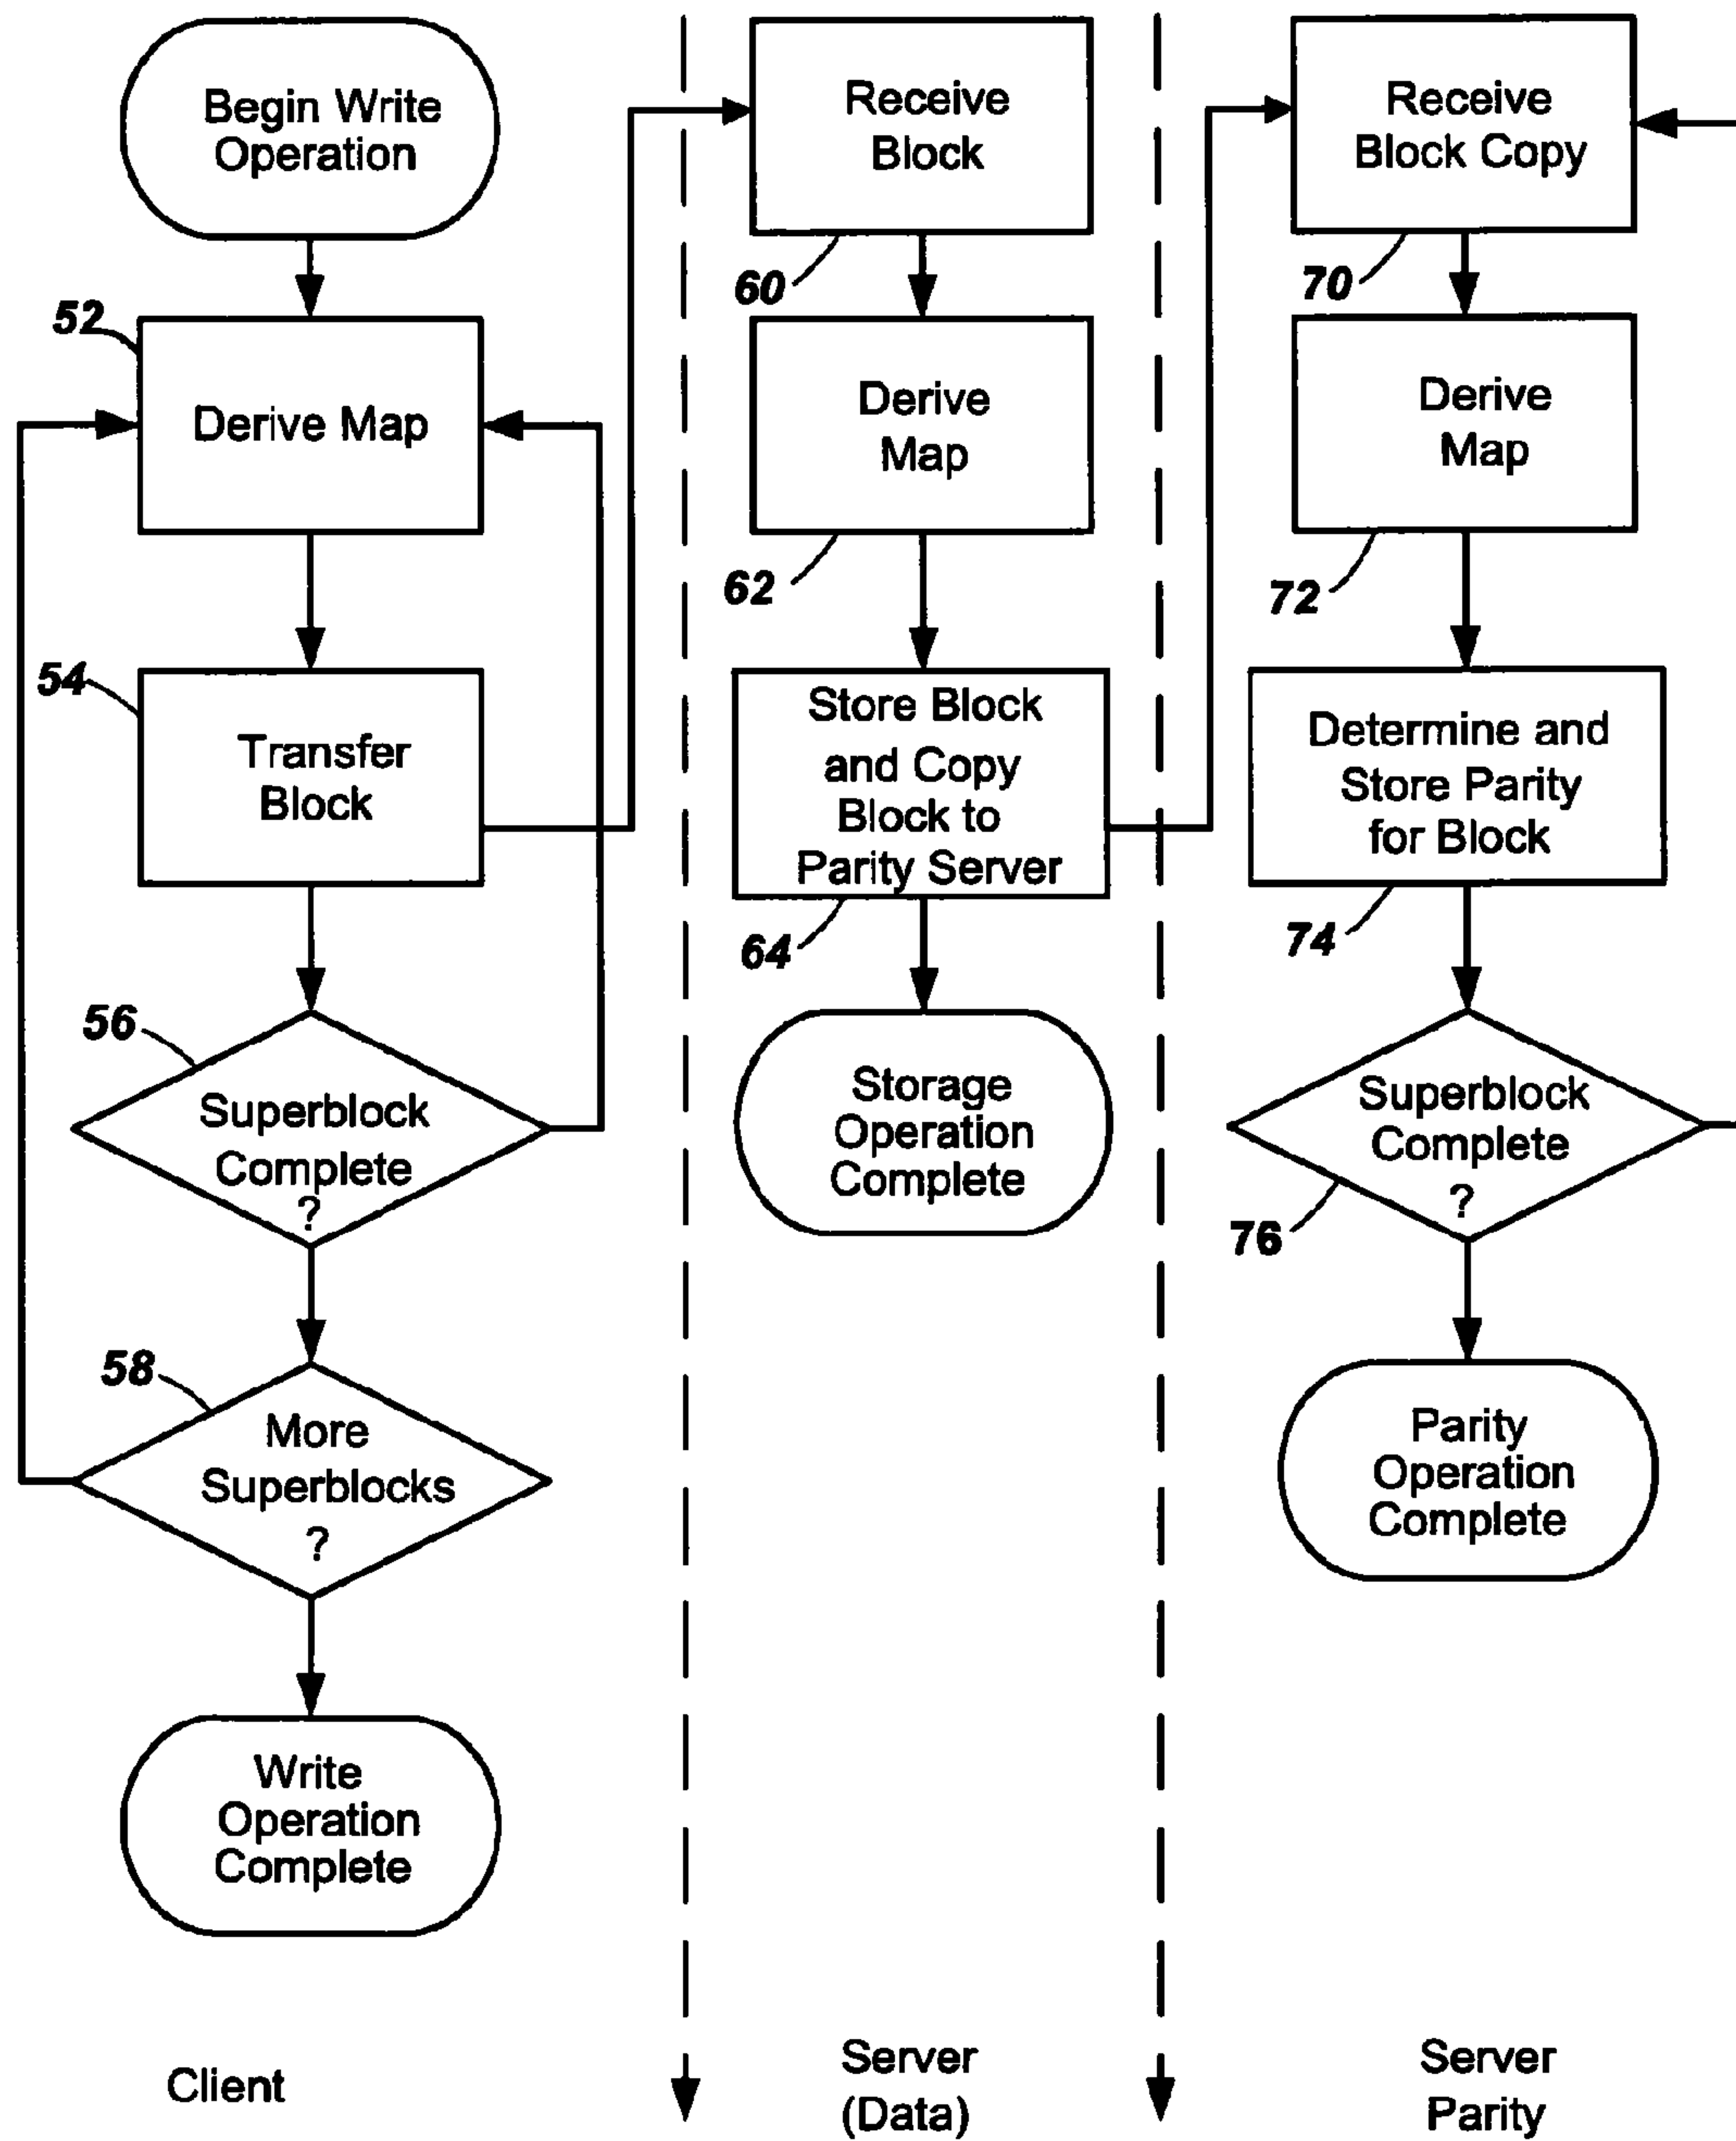 Begin Write
Operation
52
Derive Map
54
Transfer
Block
56
Superblock
Complete
?
58
More
Superblocks
?
Write
Operation
Complete
Client
Receive
Block
60
Derive
Map
62
Store Block
and Copy
Block to
Parity Server
64
Storage
Operation
Complete
Server
(Data)
Receive
Block Copy
70
Derive
Map
72
Determine and
Store Parity
for Block
74
Superblock
Complete
?
76
Parity
Operation
Complete
Server
Parity